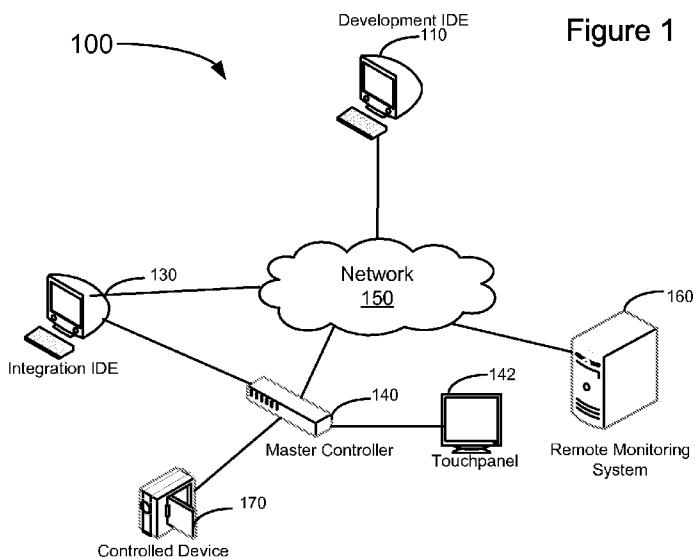 Development IDE
110
Figure 1
100
Network
150
130
Integration IDE
160
140
142
Master Controller
Touchpanel
Remote Monitoring
System
170
Controlled Device